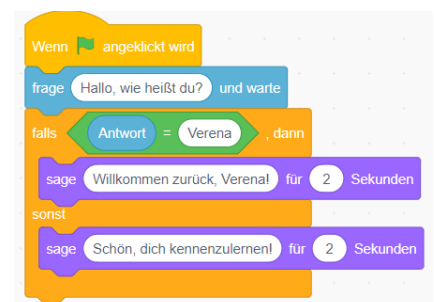 Wenn angeklickt wird
frage Hallo, wie heißt du? und warte
falls Antwort = Verena , dann
sage Willkommen zurück, Verena! für 2 Sekunden
sonst
sage Schön, dich kennenzulernen! für 2 Sekunden